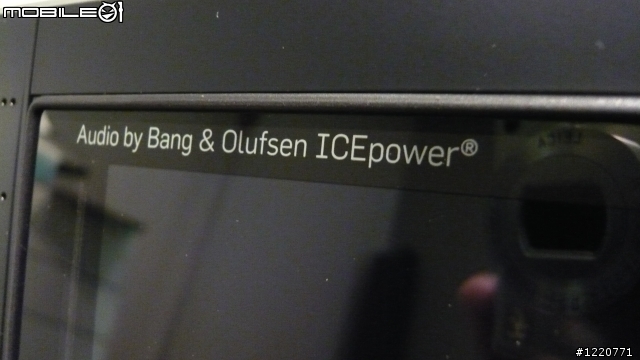 MOBILE01
Audio by Bang & Olufsen ICEpower®
#1220771